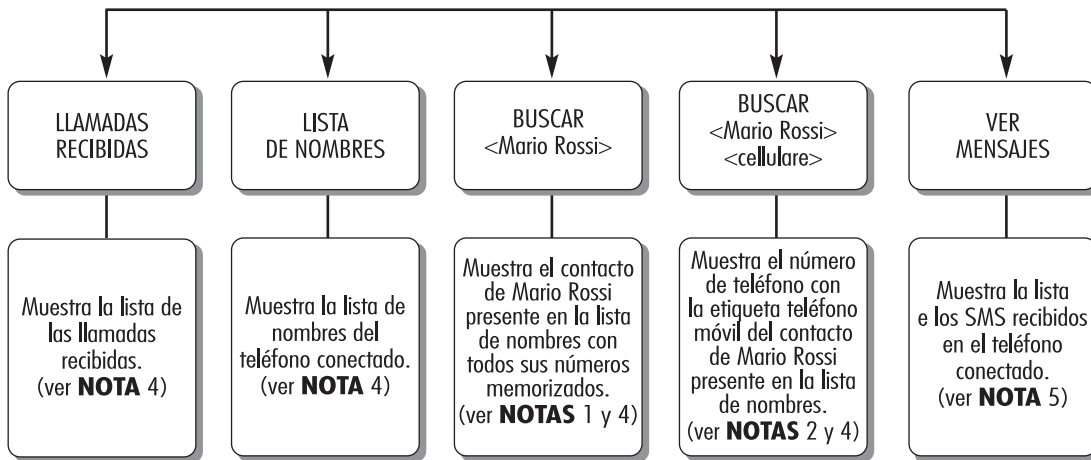 LLAMADAS
RECIBIDAS
LISTA
DE NOMBRES
BUSCAR
<Mario Rossi>
BUSCAR
<Mario Rossi>
<cellulare>
VER
MENSAJES
Muestra la lista de
las llamadas
recibidas.
(ver NOTA 4)
Muestra la lista de
nombres del
teléfono conectado.
(ver NOTA 4)
Muestra el contacto
de Mario Rossi
presente en la lista
de nombres con
todos sus números
memorizados.
(ver NOTAS 1 y 4)
Muestra el número
de teléfono con
la etiqueta teléfono
móvil del contacto
de Mario Rossi
presente en la lista
de nombres.
(ver NOTAS 2 y 4)
Muestra la lista
e los SMS recibidos
en el teléfono
conectado.
(ver NOTA 5)